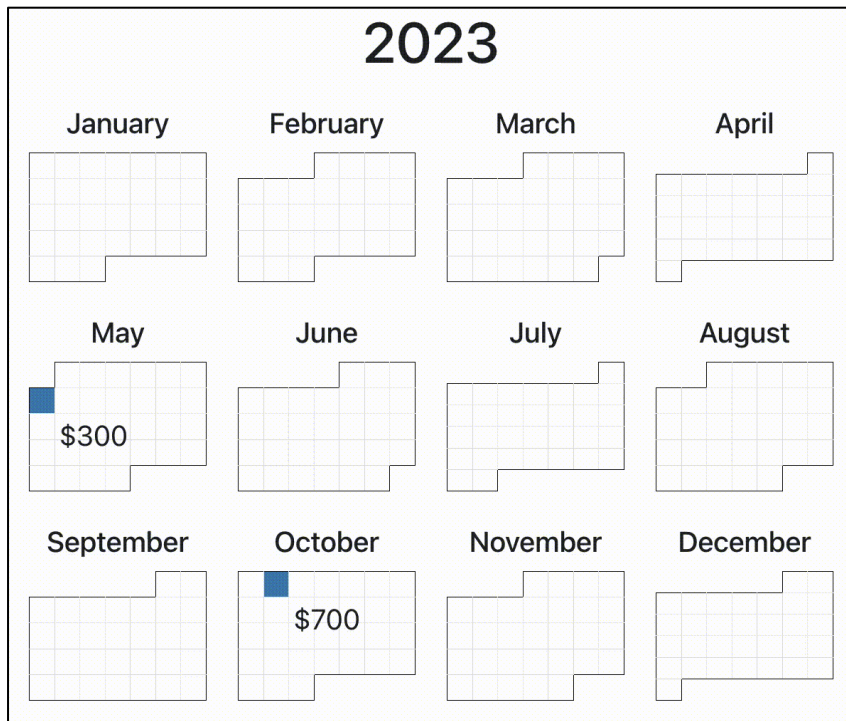 2023
January February March April
May June July August
$300
September October November December
$700